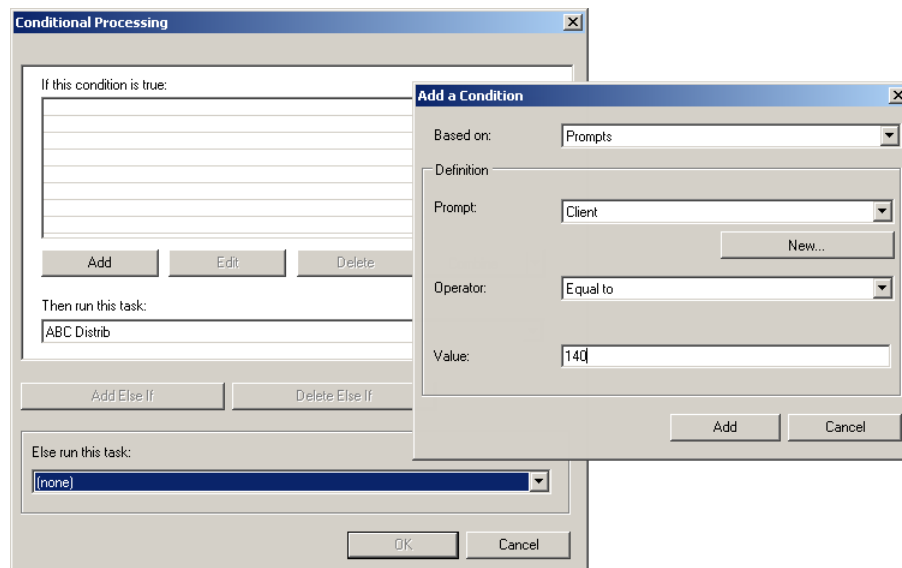 Conditional Processing
If this condition is true:
Add Edit Delete
Then run this task:
ABC Distrib
Add Else If Delete Else If
Else run this task:
(none)
OK Cancel
Add a Condition
Based on: Prompts
Definition
Prompt: Client
New...
Operator: Equal to
Value: 140
Add Cancel